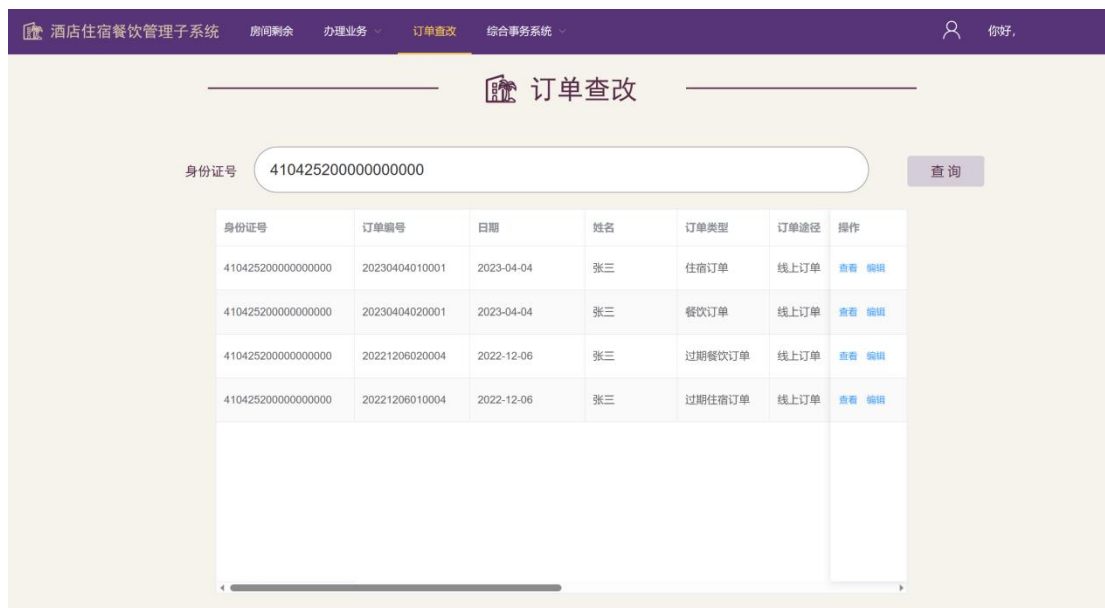 酒店住宿餐饮管理子系统 房间剩余 办理业务 订单查改 综合事务系统 你好,
订单查改
身份证号 410425200000000000 查询
身份证号 订单编号 日期 姓名 订单类型 订单途径 操作
410425200000000000 20230404010001 2023-04-04 张三 住宿订单 线上订单 查看 编辑
410425200000000000 20230404020001 2023-04-04 张三 餐饮订单 线上订单 查看 编辑
410425200000000000 20221206020004 2022-12-06 张三 过期餐饮订单 线上订单 查看 编辑
410425200000000000 20221206010004 2022-12-06 张三 过期住宿订单 线上订单 查看 编辑